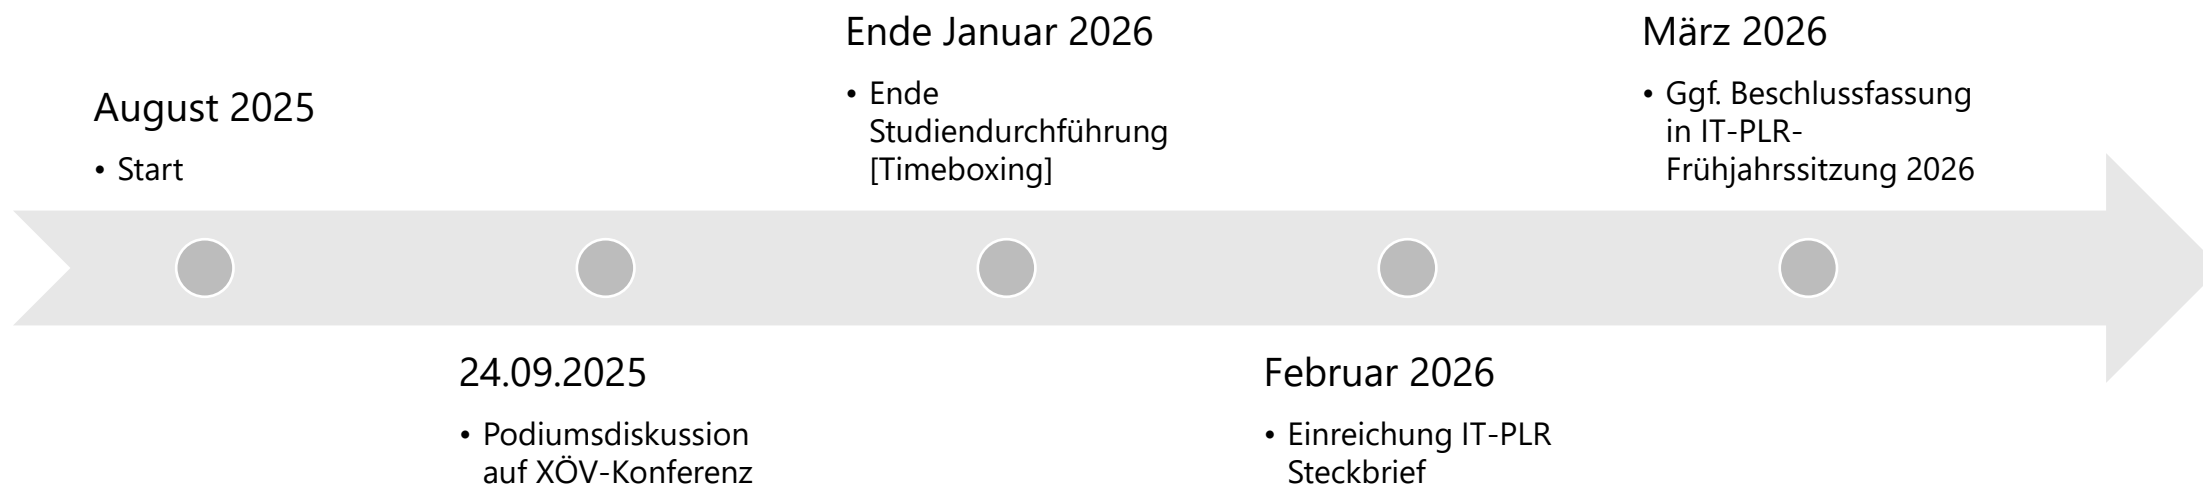 August 2025
• Start
24.09.2025
• Podiumsdiskussion
auf XÖV-Konferenz
Ende Januar 2026
• Ende
Studiendurchführung
[Timeboxing]
Februar 2026
• Einreichung IT-PLR
Steckbrief
März 2026
• Ggf. Beschlussfassung
in IT-PLR-
Frühjahrssitzung 2026